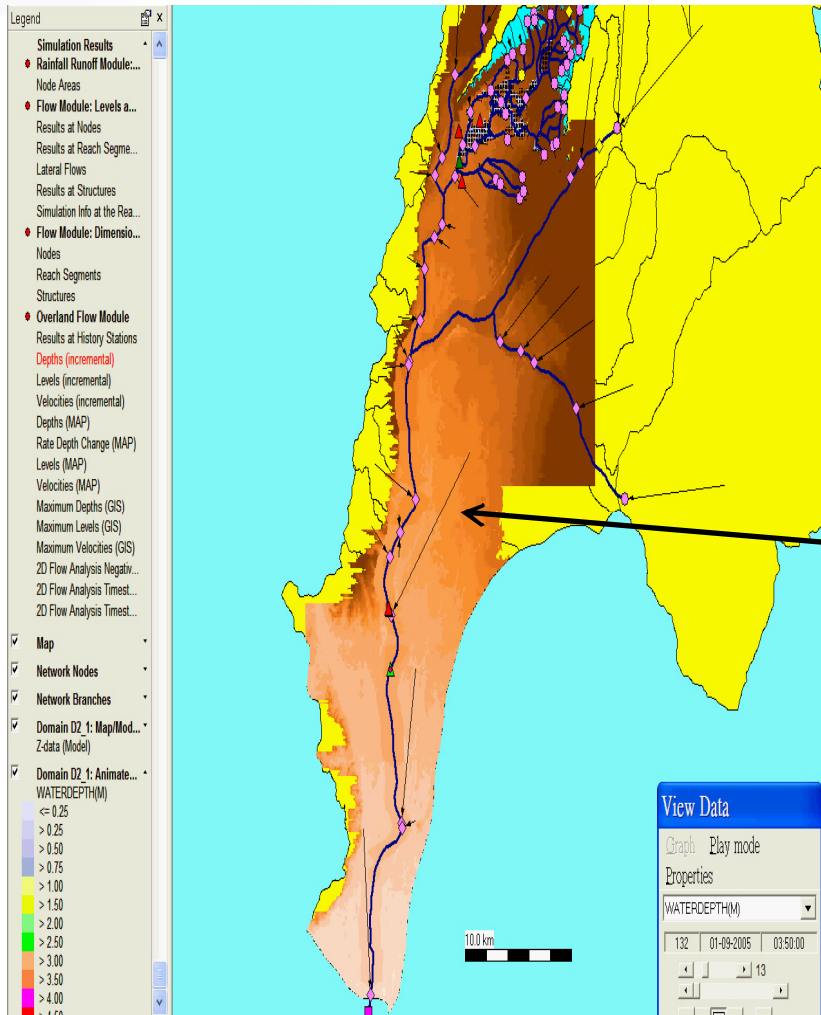 Legend
x
Simulation Results
Rainfall Runoff Module:...
Node Areas
Flow Module: Levels a...
Results at Nodes
Results at Reach Segme...
Lateral Flows
Results at Structures
Simulation Info at the Rea...
Flow Module: Dimensio...
Nodes
Reach Segments
Structures
Overland Flow Module
Results at History Stations
Depths (incremental)
Levels (incremental)
Velocities (incremental)
Depths (MAP)
Rate Depth Change (MAP)
Levels (MAP)
Velocities (MAP)
Maximum Depths (GIS)
Maximum Levels (GIS)
Maximum Velocities (GIS)
2D Flow Analysis Negativ...
2D Flow Analysis Timest...
2D Flow Analysis Timest...
Map
Network Nodes
Network Branches
Domain D2_1: Map/Mod...
Z-data (Model)
Domain D2_1: Animate...
WATERDEPTH(M)
<= 0.25
> 0.25
> 0.50
> 0.75
> 1.00
> 1.50
> 2.00
> 2.50
> 3.00
> 3.50
> 4.00
> 4.50
10.0 km
View Data
Graph Play mode
Properties
WATERDEPTH(M)
132 01-09-2005 03:50:00
13